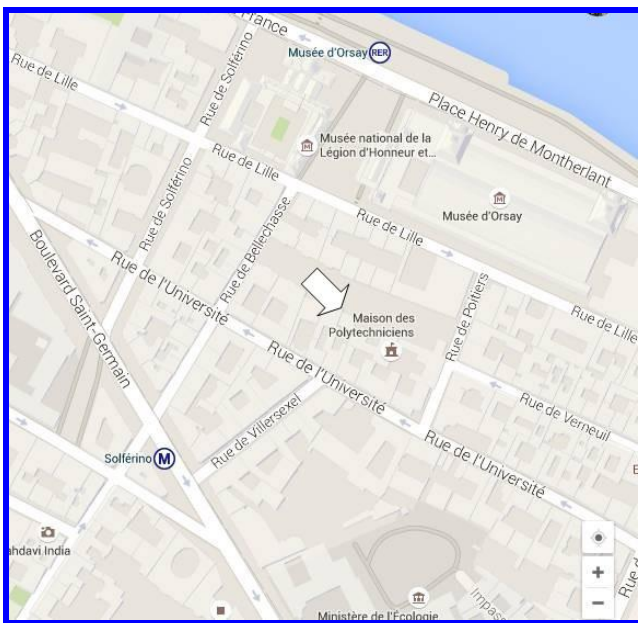 France
Musée d'Orsay RER
Rue de Solférino
Rue de Lille
Place Henry de Montherlant
Musée national de la
Légion d'Honneur et...
Rue de Lille
Musée d'Orsay
Rue de Solférino
Rue de Bellechasse
Rue de Lille
Rue de l'Université
Boulevard Saint-Germain
Maison des
Polytechniciens
Rue de Poitiers
Rue de Lille
Rue de l'Université
Rue de Villersexel
Rue de Verneuil
Rue de l'Université
Solférino M
ahdavi India
E
+
Rue d
Impas
Ministère de l'Écologie
−